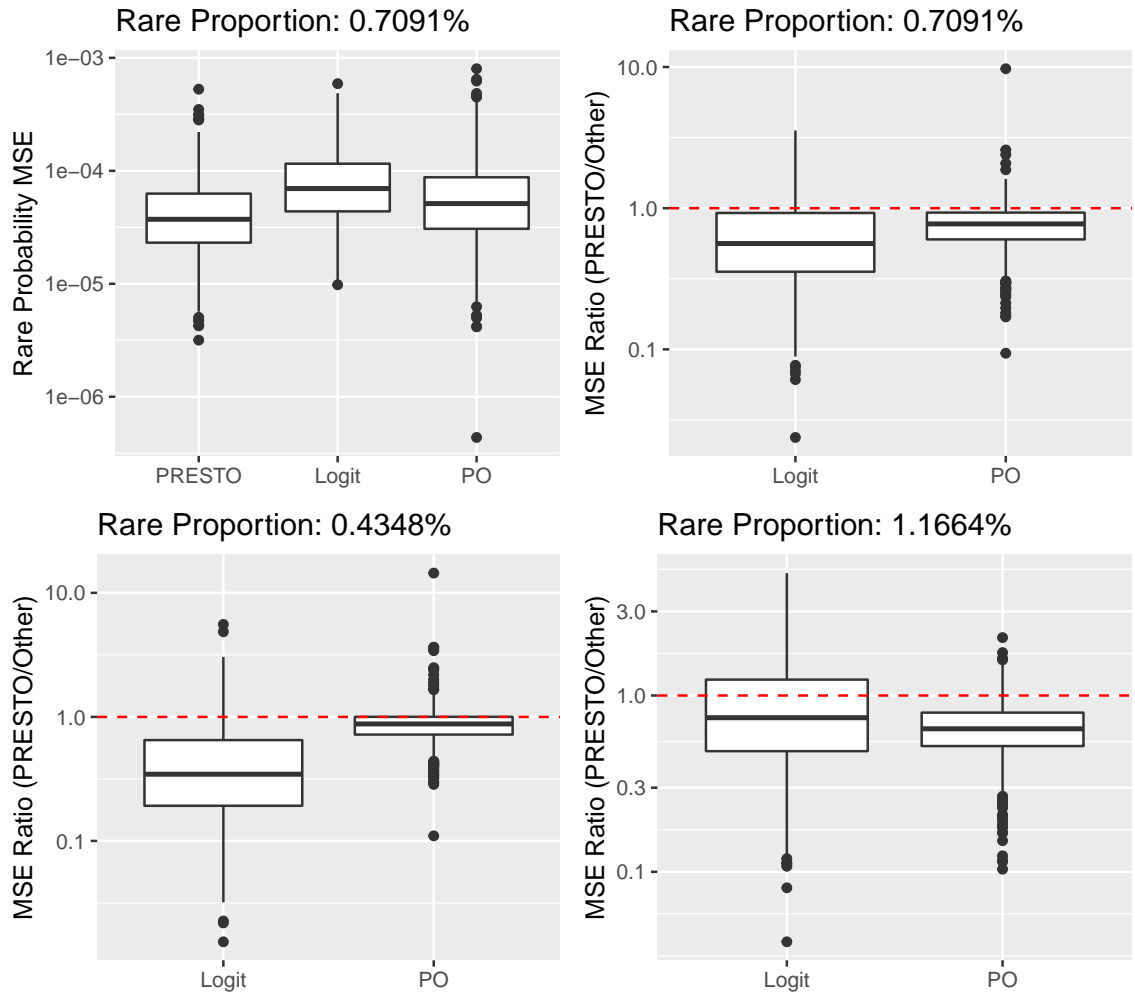 Rare Proportion: 0.7091%
Rare Probability MSE
1e−03
1e−04
1e−05
1e−06
PRESTO
Logit
PO
Rare Proportion: 0.7091%
MSE Ratio (PRESTO/Other)
10.0
1.0
0.1
Logit
PO
Rare Proportion: 0.4348%
MSE Ratio (PRESTO/Other)
10.0
1.0
0.1
Logit
PO
Rare Proportion: 1.1664%
MSE Ratio (PRESTO/Other)
3.0
1.0
0.3
0.1
Logit
PO